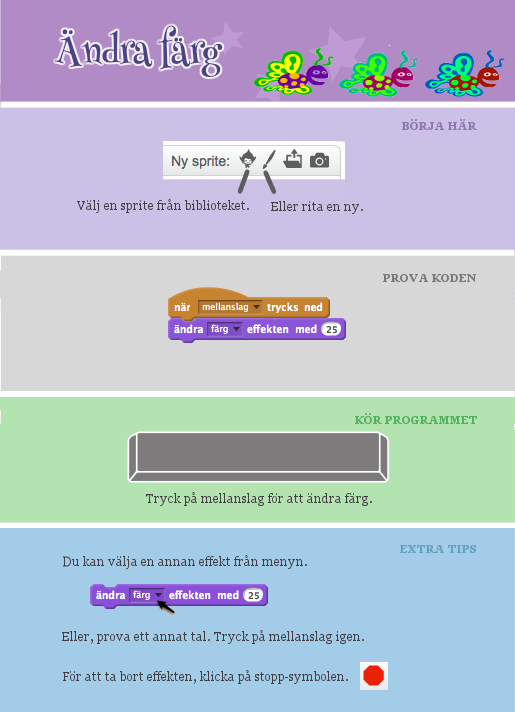 Ändra färg
BÖRJA HÄR
Ny sprite:
Välj en sprite från biblioteket.
Eller rita en ny.
PROVA KODEN
när mellanslag trycks ned
ändra färg effekten med 25
KÖR PROGRAMMET
Tryck på mellanslag för att ändra färg.
EXTRA TIPS
Du kan välja en annan effekt från menyn.
ändra färg effekten med 25
Eller, prova ett annat tal. Tryck på mellanslag igen.
För att ta bort effekten, klicka på stopp-symbolen.